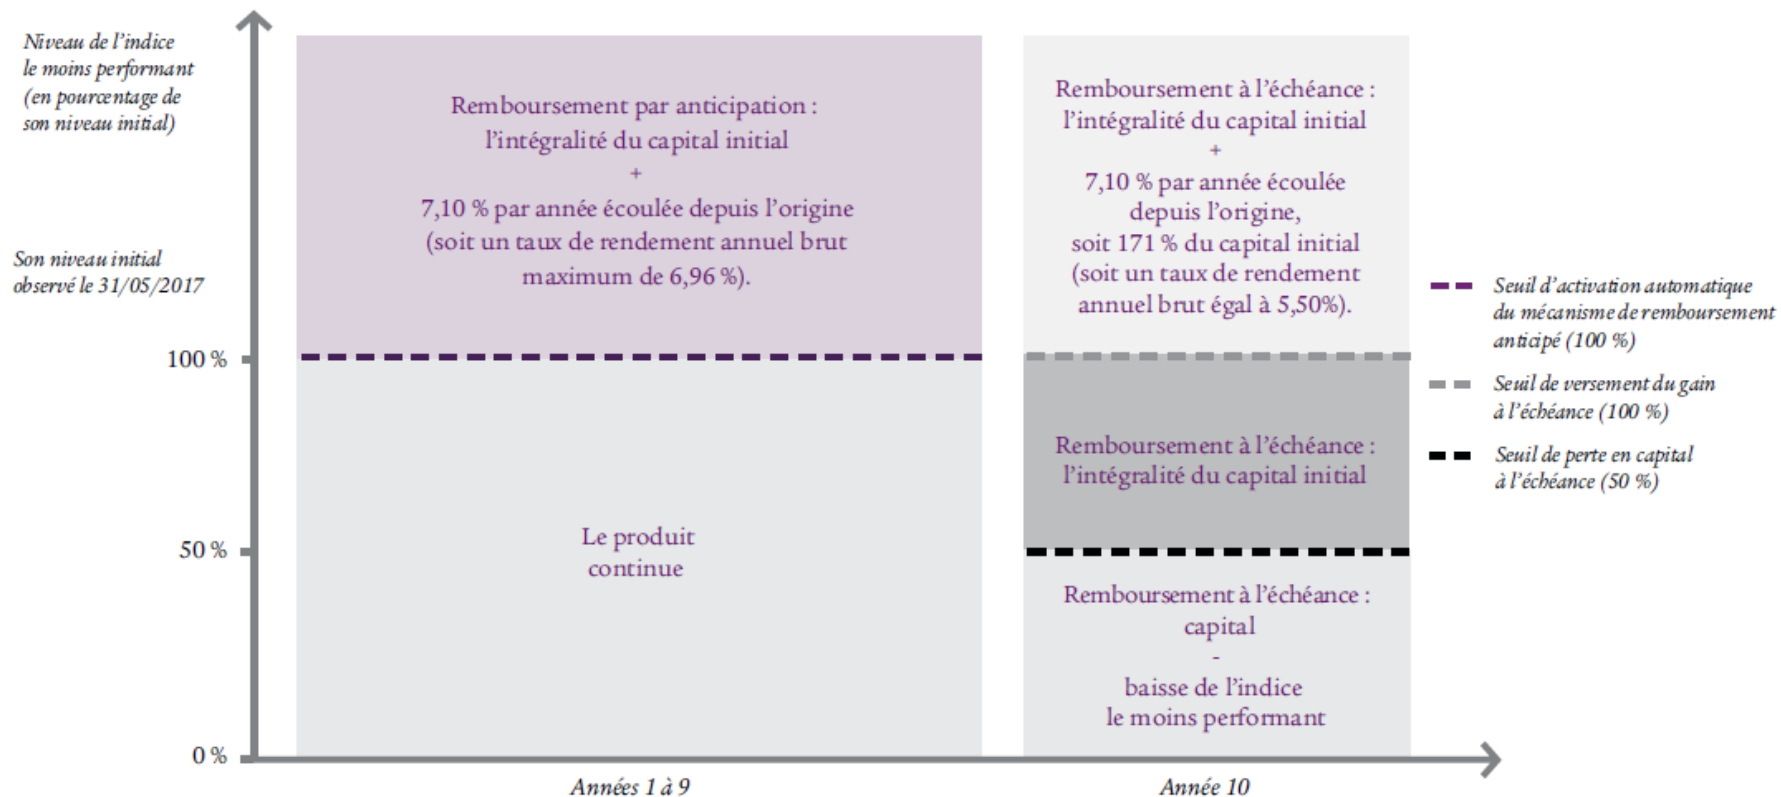 Niveau de l'indice
le moins performant
(en pourcentage de
son niveau initial)
Son niveau initial
observé le 31/05/2017
100 %
50 %
0 %
Remboursement par anticipation :
l'intégralité du capital initial
+
7,10 % par année écoulée depuis l'origine
(soit un taux de rendement annuel brut
maximum de 6,96 %).
Le produit
continue
Années 1 à 9
Remboursement à l'échéance :
l'intégralité du capital initial
+
7,10 % par année écoulée
depuis l'origine,
soit 171 % du capital initial
(soit un taux de rendement
annuel brut égal à 5,50%).
Remboursement à l'échéance :
l'intégralité du capital initial
Remboursement à l'échéance :
capital
-
baisse de l'indice
le moins performant
Année 10
Seuil d'activation automatique
du mécanisme de remboursement
anticipé (100 %)
Seuil de versement du gain
à l'échéance (100 %)
Seuil de perte en capital
à l'échéance (50 %)